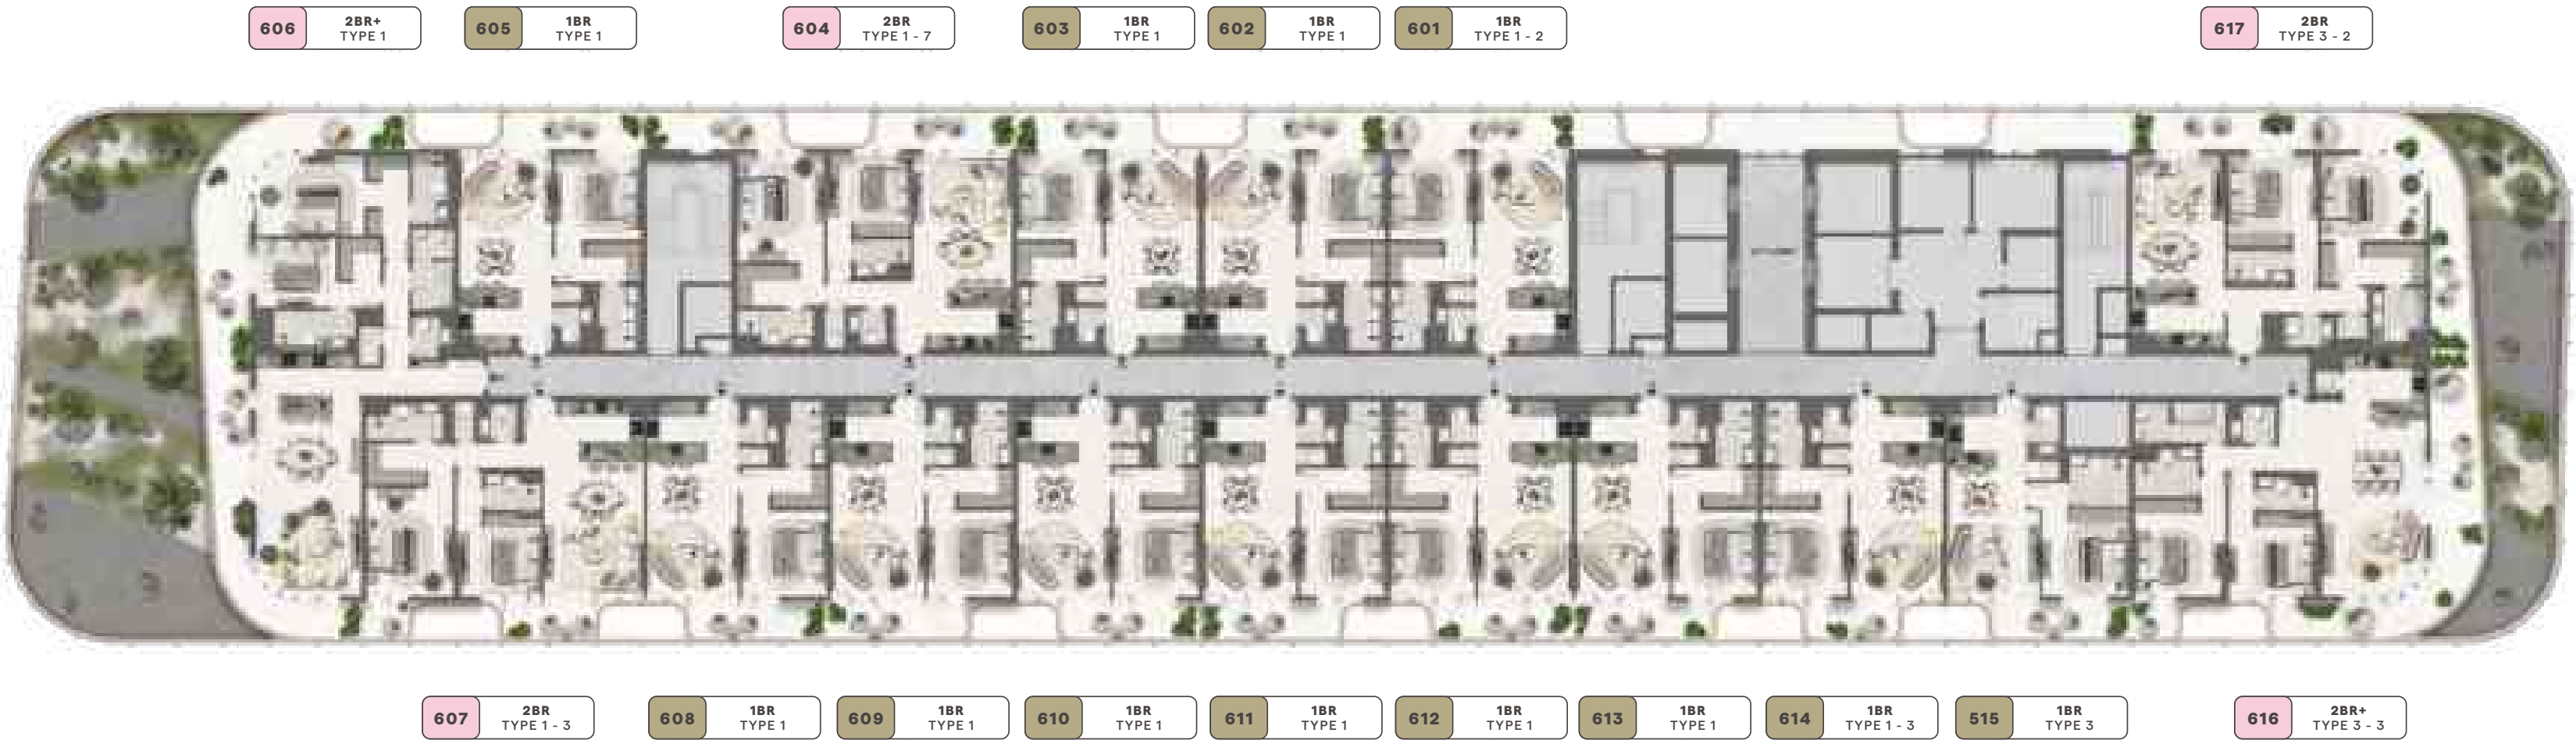 606 2BR+
TYPE 1
605 1BR
TYPE 1
604 2BR
TYPE 1 - 7
603 1BR
TYPE 1
602 1BR
TYPE 1
601 1BR
TYPE 1 - 2
617 2BR
TYPE 3 - 2
607 2BR
TYPE 1 - 3
608 1BR
TYPE 1
609 1BR
TYPE 1
610 1BR
TYPE 1
611 1BR
TYPE 1
612 1BR
TYPE 1
613 1BR
TYPE 1
614 1BR
TYPE 1 - 3
515 1BR
TYPE 3
616 2BR+
TYPE 3 - 3